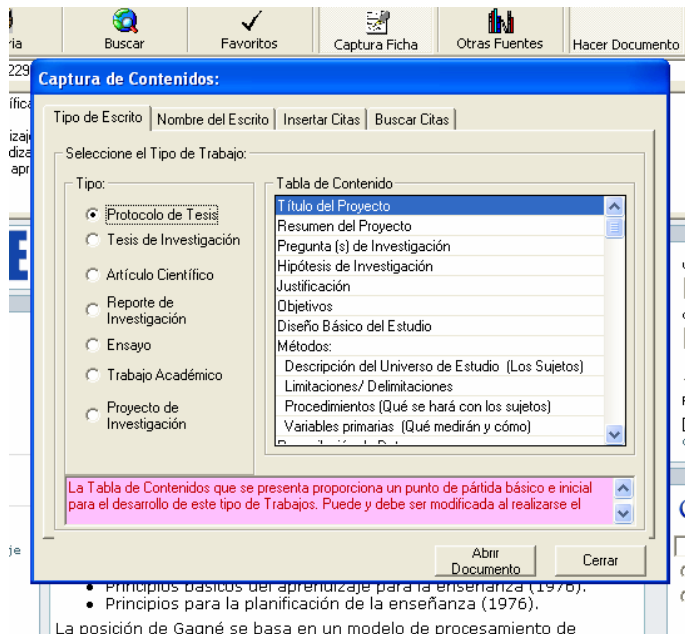 Buscar
Favoritos
Captura Ficha
Otras Fuentes
Hacer Documento
229
Captura de Contenidos:
Tipo de Escrito
Nombre del Escrito
Insertar Citas
Buscar Citas
Seleccione el Tipo de Trabajo:
Tipo:
Protocolo de Tesis
Tesis de Investigación
Artículo Científico
Reporte de
Investigación
Ensayo
Trabajo Académico
Proyecto de
Investigación
Tabla de Contenido
Título del Proyecto
Resumen del Proyecto
Pregunta (s) de Investigación
Hipótesis de Investigación
Justificación
Objetivos
Diseño Básico del Estudio
Métodos:
Descripción del Universo de Estudio (Los Sujetos)
Limitaciones/ Delimitaciones
Procedimientos (Qué se hará con los sujetos)
Variables primarias (Qué medirán y cómo)
La Tabla de Contenidos que se presenta proporciona un punto de pártida básico e inicial
para el desarrollo de este tipo de Trabajos. Puede y debe ser modificada al realizarse el
Abrir
Documento
Cerrar
Principios básicos del aprendizaje para la enseñanza (1976).
Principios para la planificación de la enseñanza (1976).
La posición de Gagné se basa en un modelo de procesamiento de